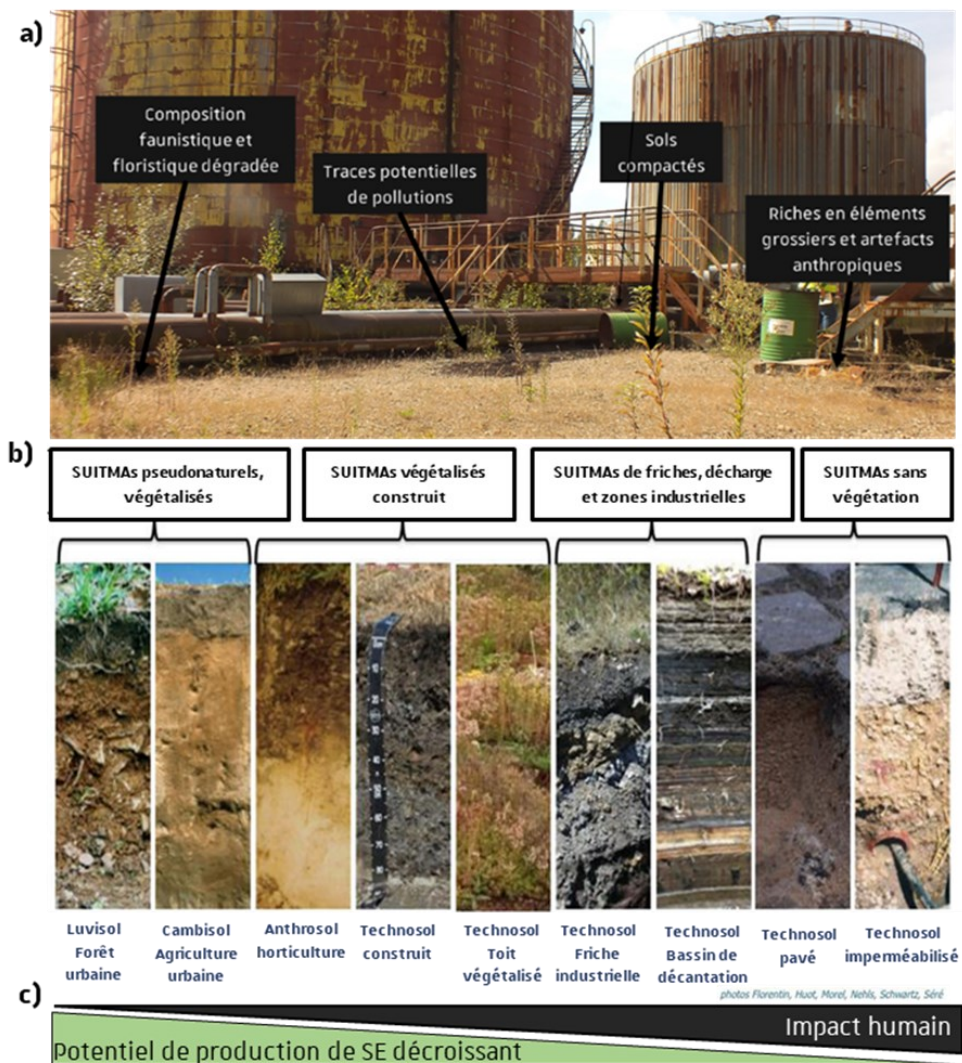 a)
Composition
faunistique et
floristique dégradée
Traces potentielles
de pollutions
Sols
compactés
Riches en éléments
grossiers et artefacts
anthropiques
b)
SUITMAs pseudonaturels,
végétalisés
SUITMAs végétalisés
construit
SUITMAs de friches, décharge
et zones industrielles
SUITMAs sans
végétation
Luvisol
Forêt
urbaine
Cambisol
Agriculture
urbaine
Anthrosol
horticulture
Technosol
construit
Technosol
Toit
végétalisé
Technosol
Friche
industrielle
Technosol
Bassin de
décantation
Technosol
pavé
Technosol
imperméabilisé
photos Florentin, Huot, Morel, Nehls, Schwartz, Séré
c)
Impact humain
Potentiel de production de SE décroissant